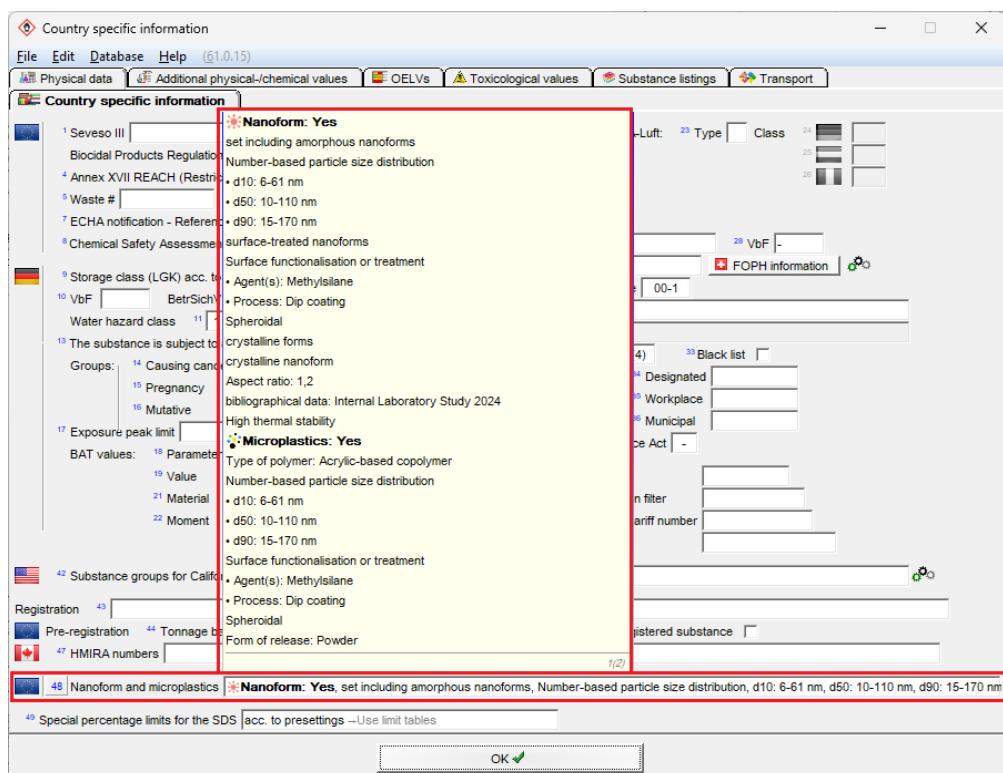 Country specific information
File Edit Database Help (61.0.15)
Physical data Additional physical-/chemical values OELVs Toxicological values Substance listings Transport
Country specific information
1 Seveso III
Biocidal Products Regulation
4 Annex XVII REACH (Restric
5 Waste #
7 ECHA notification - Referenc
8 Chemical Safety Assessmen
9 Storage class (LGK) acc. to
10 VbF BetrSichV
Water hazard class 11
13 The substance is subject to
Groups: 14 Causing canc
15 Pregnancy
16 Mutative
17 Exposure peak limit
BAT values: 18 Paramete
19 Value
21 Material
22 Moment
Nanoform: Yes
set including amorphous nanoforms
Number-based particle size distribution
• d10: 6-61 nm
• d50: 10-110 nm
• d90: 15-170 nm
surface-treated nanoforms
Surface functionalisation or treatment
• Agent(s): Methylsilane
• Process: Dip coating
Spheroidal
crystalline forms
crystalline nanoform
Aspect ratio: 1,2
bibliographical data: Internal Laboratory Study 2024
High thermal stability
Microplastics: Yes
Type of polymer: Acrylic-based copolymer
Number-based particle size distribution
• d10: 6-61 nm
• d50: 10-110 nm
• d90: 15-170 nm
Surface functionalisation or treatment
• Agent(s): Methylsilane
• Process: Dip coating
Spheroidal
Form of release: Powder
1(2)
-Luft: 23 Type Class 24
25
26
28 VbF -
FOPH information
00-1
4) 33 Black list
Designated
Workplace
Municipal
ce Act -
n filter
ariff number
42 Substance groups for Califo
Registration 43
Pre-registration 44 Tonnage ba
gistered substance
47 HMIRA numbers
48 Nanoform and microplastics Nanoform: Yes, set including amorphous nanoforms, Number-based particle size distribution, d10: 6-61 nm, d50: 10-110 nm, d90: 15-170 nm
49 Special percentage limits for the SDS acc. to presettings →Use limit tables
OK